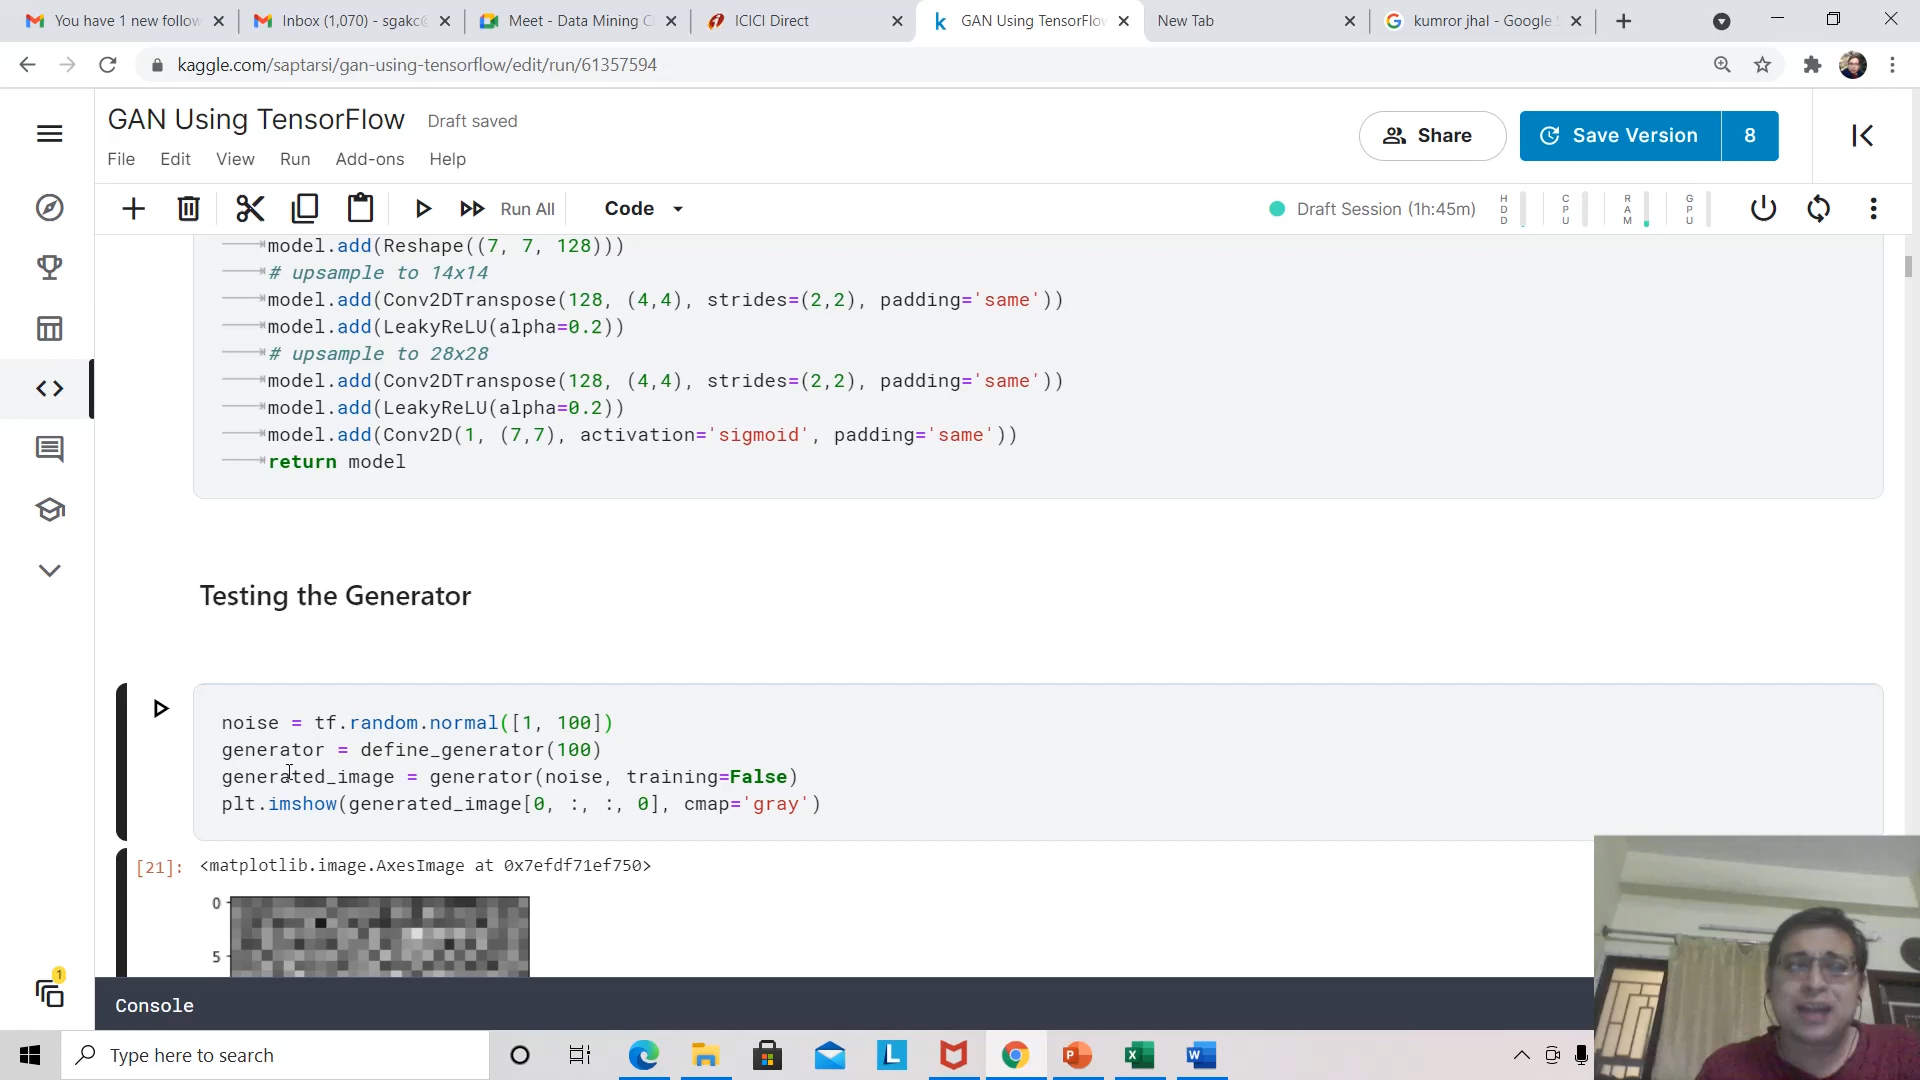 You have 1 new follow
Inbox (1,070) - sgakc@
Meet - Data Mining C
ICICI Direct
GAN Using TensorFlow
New Tab
kumror jhal - Google S
kaggle.com/saptarsi/gan-using-tensorflow/edit/run/61357594
GAN Using TensorFlow Draft saved
Share
Save Version 8
File Edit View Run Add-ons Help
Run All
Code
Draft Session (1h:45m)
HDD
CPU
RAM
GPU
model.add(Reshape((7, 7, 128)))
# upsample to 14x14
model.add(Conv2DTranspose(128, (4,4), strides=(2,2), padding='same'))
model.add(LeakyReLU(alpha=0.2))
# upsample to 28x28
model.add(Conv2DTranspose(128, (4,4), strides=(2,2), padding='same'))
model.add(LeakyReLU(alpha=0.2))
model.add(Conv2D(1, (7,7), activation='sigmoid', padding='same'))
return model
Testing the Generator
noise = tf.random.normal([1, 100])
generator = define_generator(100)
generated_image = generator(noise, training=False)
plt.imshow(generated_image[0, :, :, 0], cmap='gray')
[21]: <matplotlib.image.AxesImage at 0x7efdf71ef750>
0
5
1
Console
Type here to search